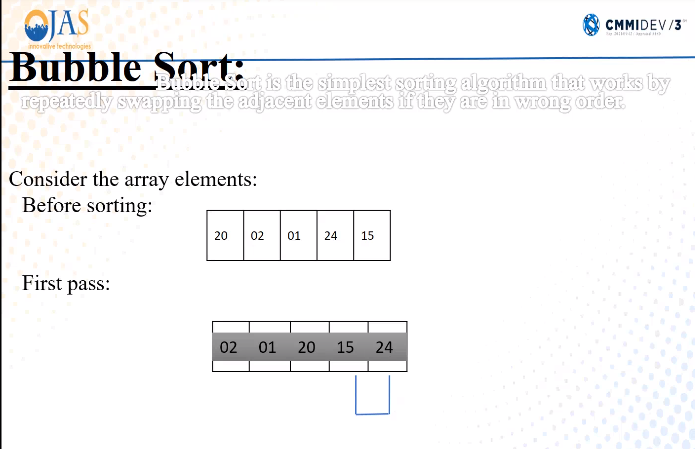 OJAS
innovative technologies
CMMIDEV/3
Bubble Sort:
Bubble Sort is the simplest sorting algorithm that works by
repeatedly swapping the adjacent elements if they are in wrong order.
Consider the array elements:
Before sorting:
20 02 01 24 15
First pass:
02 01 20 15 24